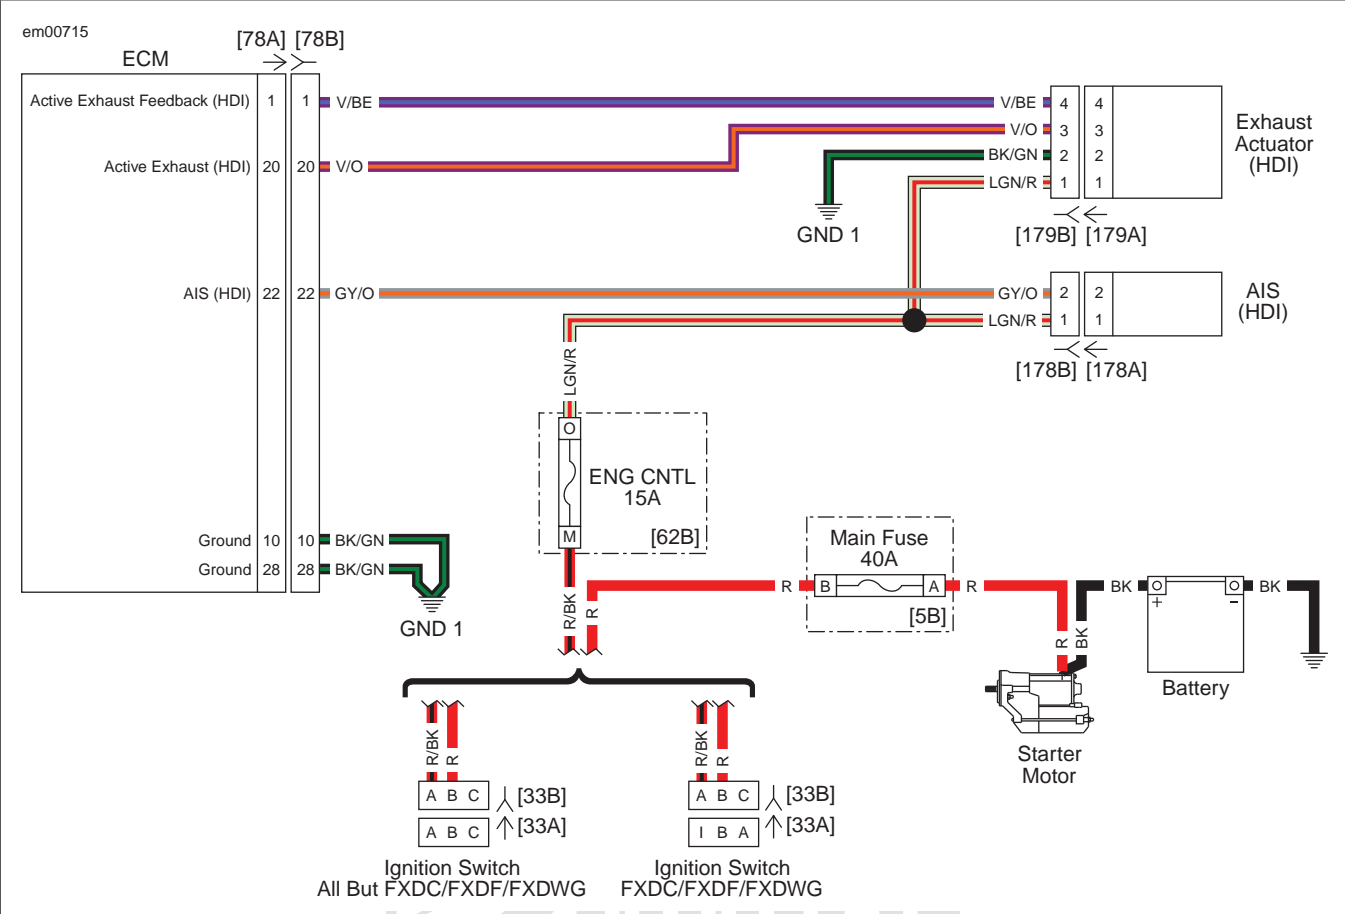 em00715
[78A] [78B]
ECM
Active Exhaust Feedback (HDI) 1 1 V/BE V/BE 4 4
V/O 3 3
Exhaust
Actuator
(HDI)
BK/GN 2 2
Active Exhaust (HDI) 20 20 V/O
LGN/R 1 1
GND 1
[179B] [179A]
AIS (HDI) 22 22 GY/O GY/O 2 2
AIS
(HDI)
LGN/R 1 1
[178B] [178A]
LGN/R
O
ENG CNTL
15A
M
[62B]
Ground 10 10 BK/GN
Ground 28 28 BK/GN
GND 1
Main Fuse
40A
R B A R
[5B]
BK + - BK
Battery
R/BK R
R BK
Starter
Motor
R/BK R
R/BK R
A B C [33B]
A B C [33A]
Ignition Switch
All But FXDC/FXDF/FXDWG
A B C [33B]
I B A [33A]
Ignition Switch
FXDC/FXDF/FXDWG